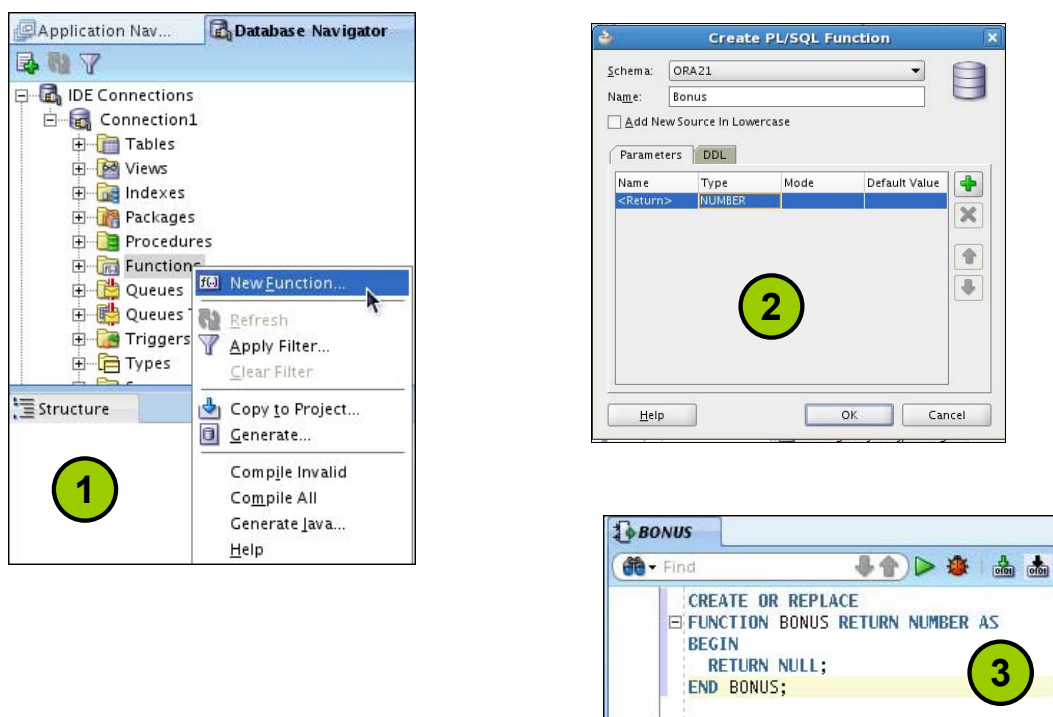 Application Nav...
Database Navigator
IDE Connections
Connection1
Tables
Views
Indexes
Packages
Procedures
Functions
Queues
Queues
Triggers
Types
New Function...
Refresh
Apply Filter...
Clear Filter
Copy to Project...
Generate...
Compile Invalid
Compile All
Generate Java...
Help
Structure
1
Create PL/SQL Function
Schema: ORA21
Name: Bonus
Add New Source In Lowercase
Parameters DDL
Name Type Mode Default Value
<Return> NUMBER
2
Help OK Cancel
BONUS
Find
CREATE OR REPLACE
FUNCTION BONUS RETURN NUMBER AS
BEGIN
RETURN NULL;
END BONUS;
3